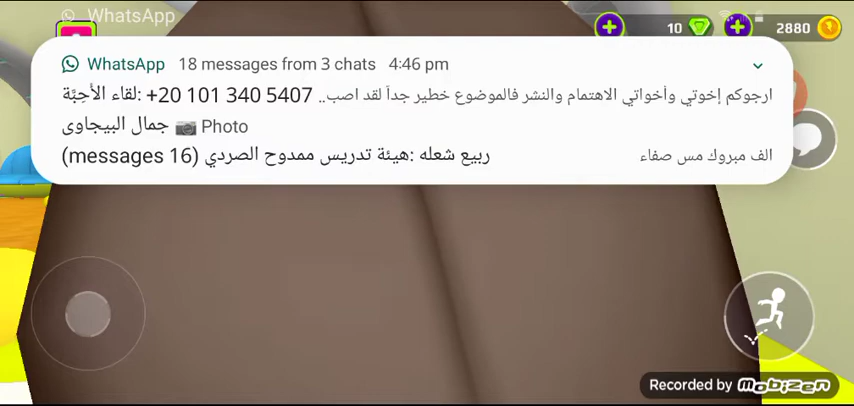 WhatsApp
10
2880
WhatsApp 18 messages from 3 chats 4:46 pm
لقاء الأحِبَّة: +20 101 340 5407 ارجوكم إخوتي وأخواتي الاهتمام والنشر فالموضوع خطير جداً لقد اصب..
جمال البيجاوى 📷 Photo
ربيع شعله :هيئة تدريس ممدوح الصردي (16 messages) الف مبروك مس صفاء
Recorded by Mobizen